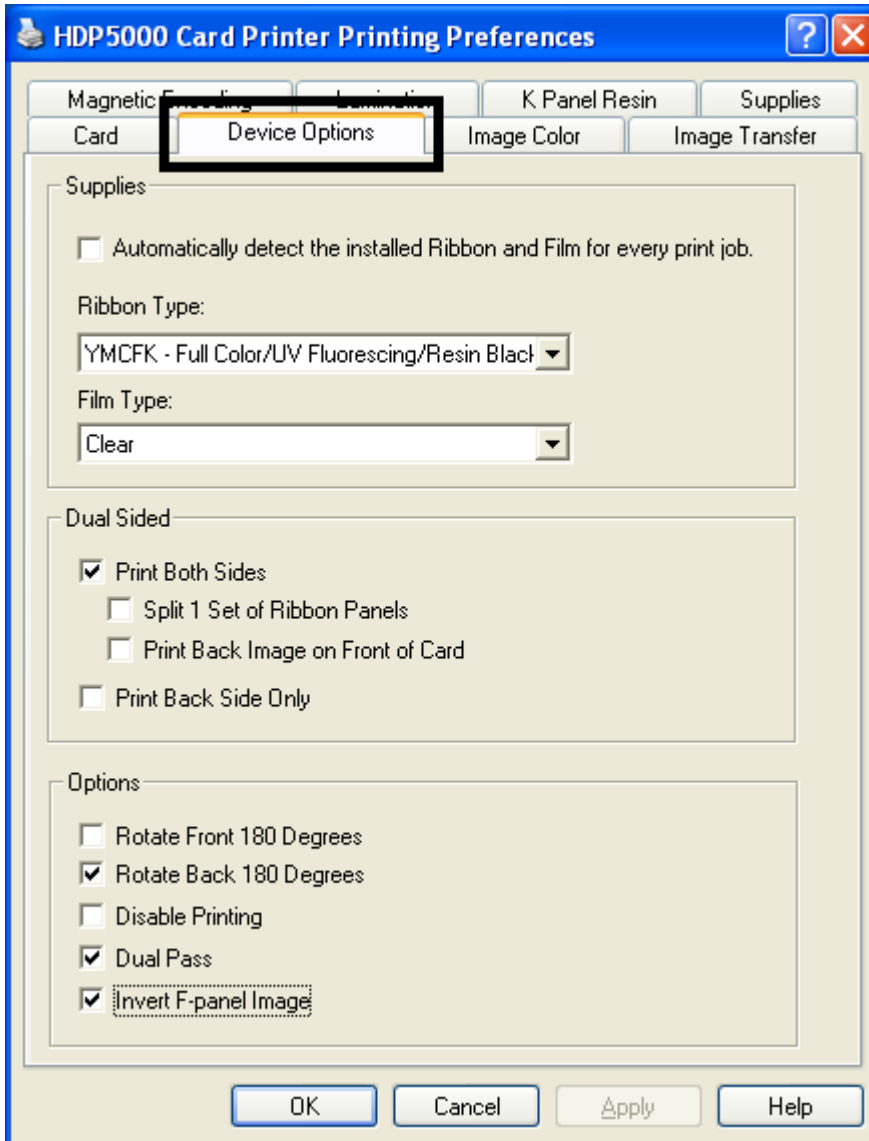 HDP5000 Card Printer Printing Preferences
Magnetic Encoding Lamination K Panel Resin Supplies
Card Device Options Image Color Image Transfer
Supplies
Automatically detect the installed Ribbon and Film for every print job.
Ribbon Type:
YMCFK - Full Color/UV Fluorescing/Resin Black
Film Type:
Clear
Dual Sided
Print Both Sides
Split 1 Set of Ribbon Panels
Print Back Image on Front of Card
Print Back Side Only
Options
Rotate Front 180 Degrees
Rotate Back 180 Degrees
Disable Printing
Dual Pass
Invert F-panel Image
OK Cancel Apply Help